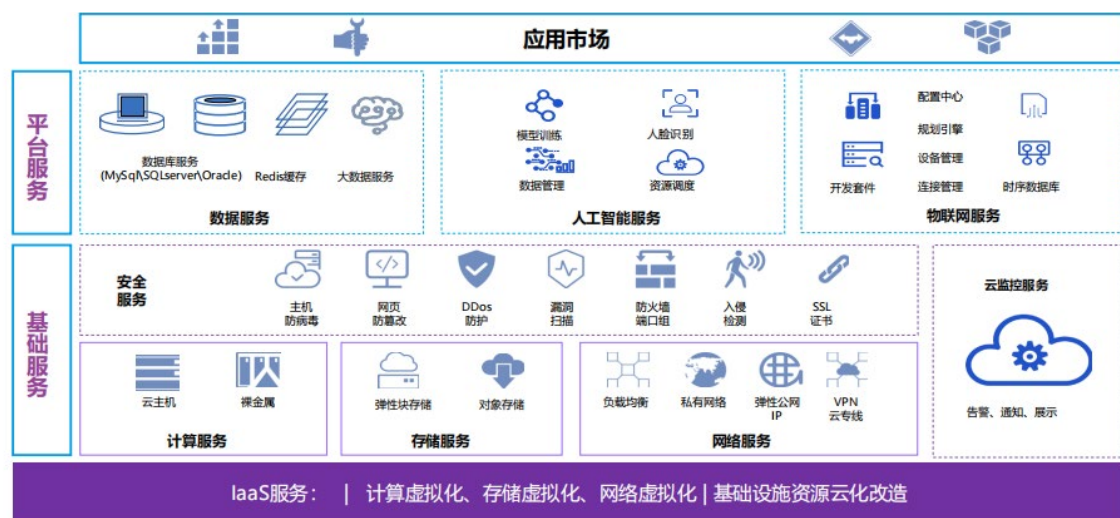 应用市场
平台服务
数据库服务
(MySql\SQLserver\Oracle)
Redis缓存
大数据服务
数据服务
模型训练
人脸识别
数据管理
资源调度
人工智能服务
配置中心
规划引擎
设备管理
开发套件
连接管理
时序数据库
物联网服务
基础服务
安全
服务
主机
防病毒
网页
防篡改
DDos
防护
漏洞
扫描
防火墙
端口组
入侵
检测
SSL
证书
云监控服务
告警、通知、展示
云主机
裸金属
计算服务
弹性块存储
对象存储
存储服务
负载均衡
私有网络
弹性公网
IP
VPN
云专线
网络服务
IaaS服务： | 计算虚拟化、存储虚拟化、网络虚拟化 | 基础设施资源云化改造